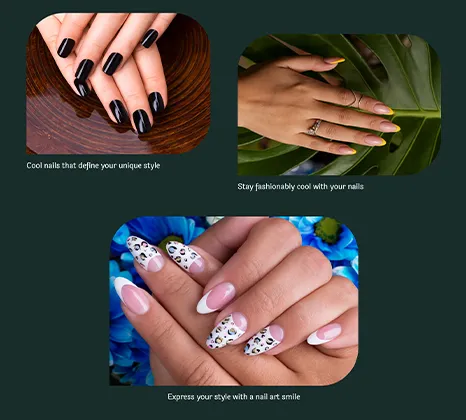 Cool nails that define your unique style
Stay fashionably cool with your nails
Express your style with a nail art smile